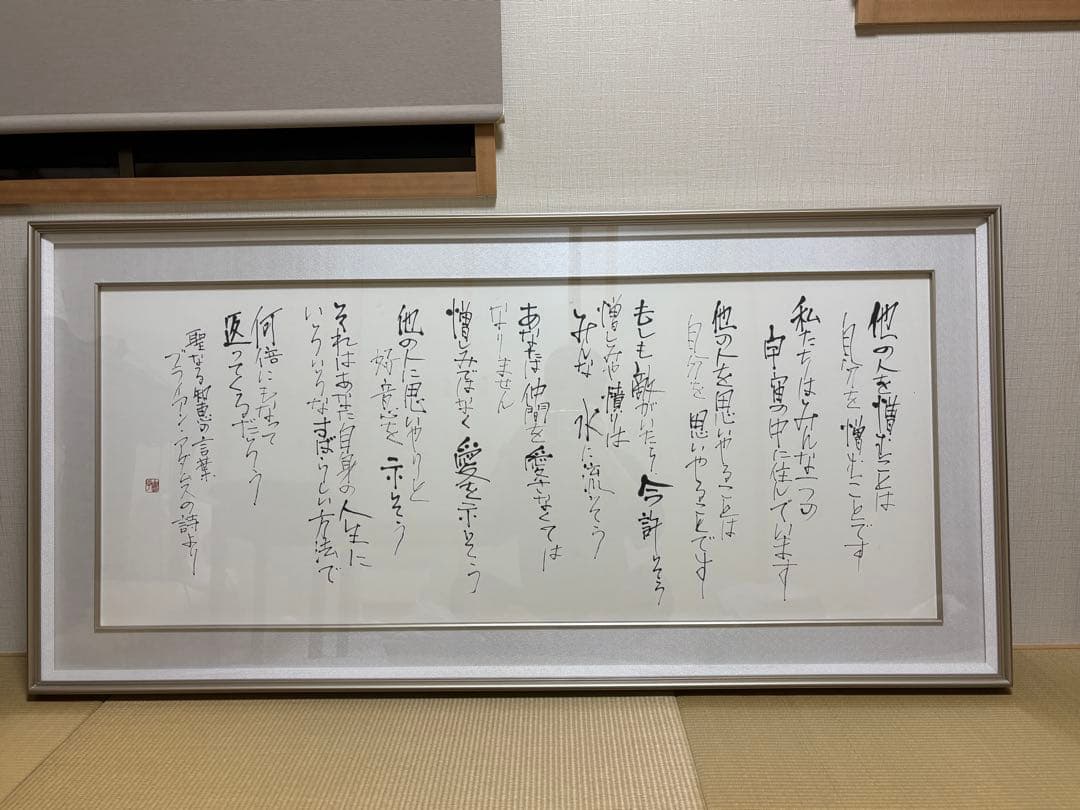 他の人を憎むことは
自分を憎むことです
私たちはみんな一つの
宇宙の中に住んでいます
他の人を思いやることは
自分を思いやることです
もしも敵がいたら今許しそう
憎しみや憤りは
みんな水に流そう!
あなたは仲間を愛さなくては
なりません
憎しみではなく愛を示そう
他の人に思いやりと
好意を示そう!
それはあなた自身の人生に
いろいろなすばらしい方法で
何倍にもなって
返ってくるだろう!
聖なる智恵の言葉
ブライアン・アダムスの詩より